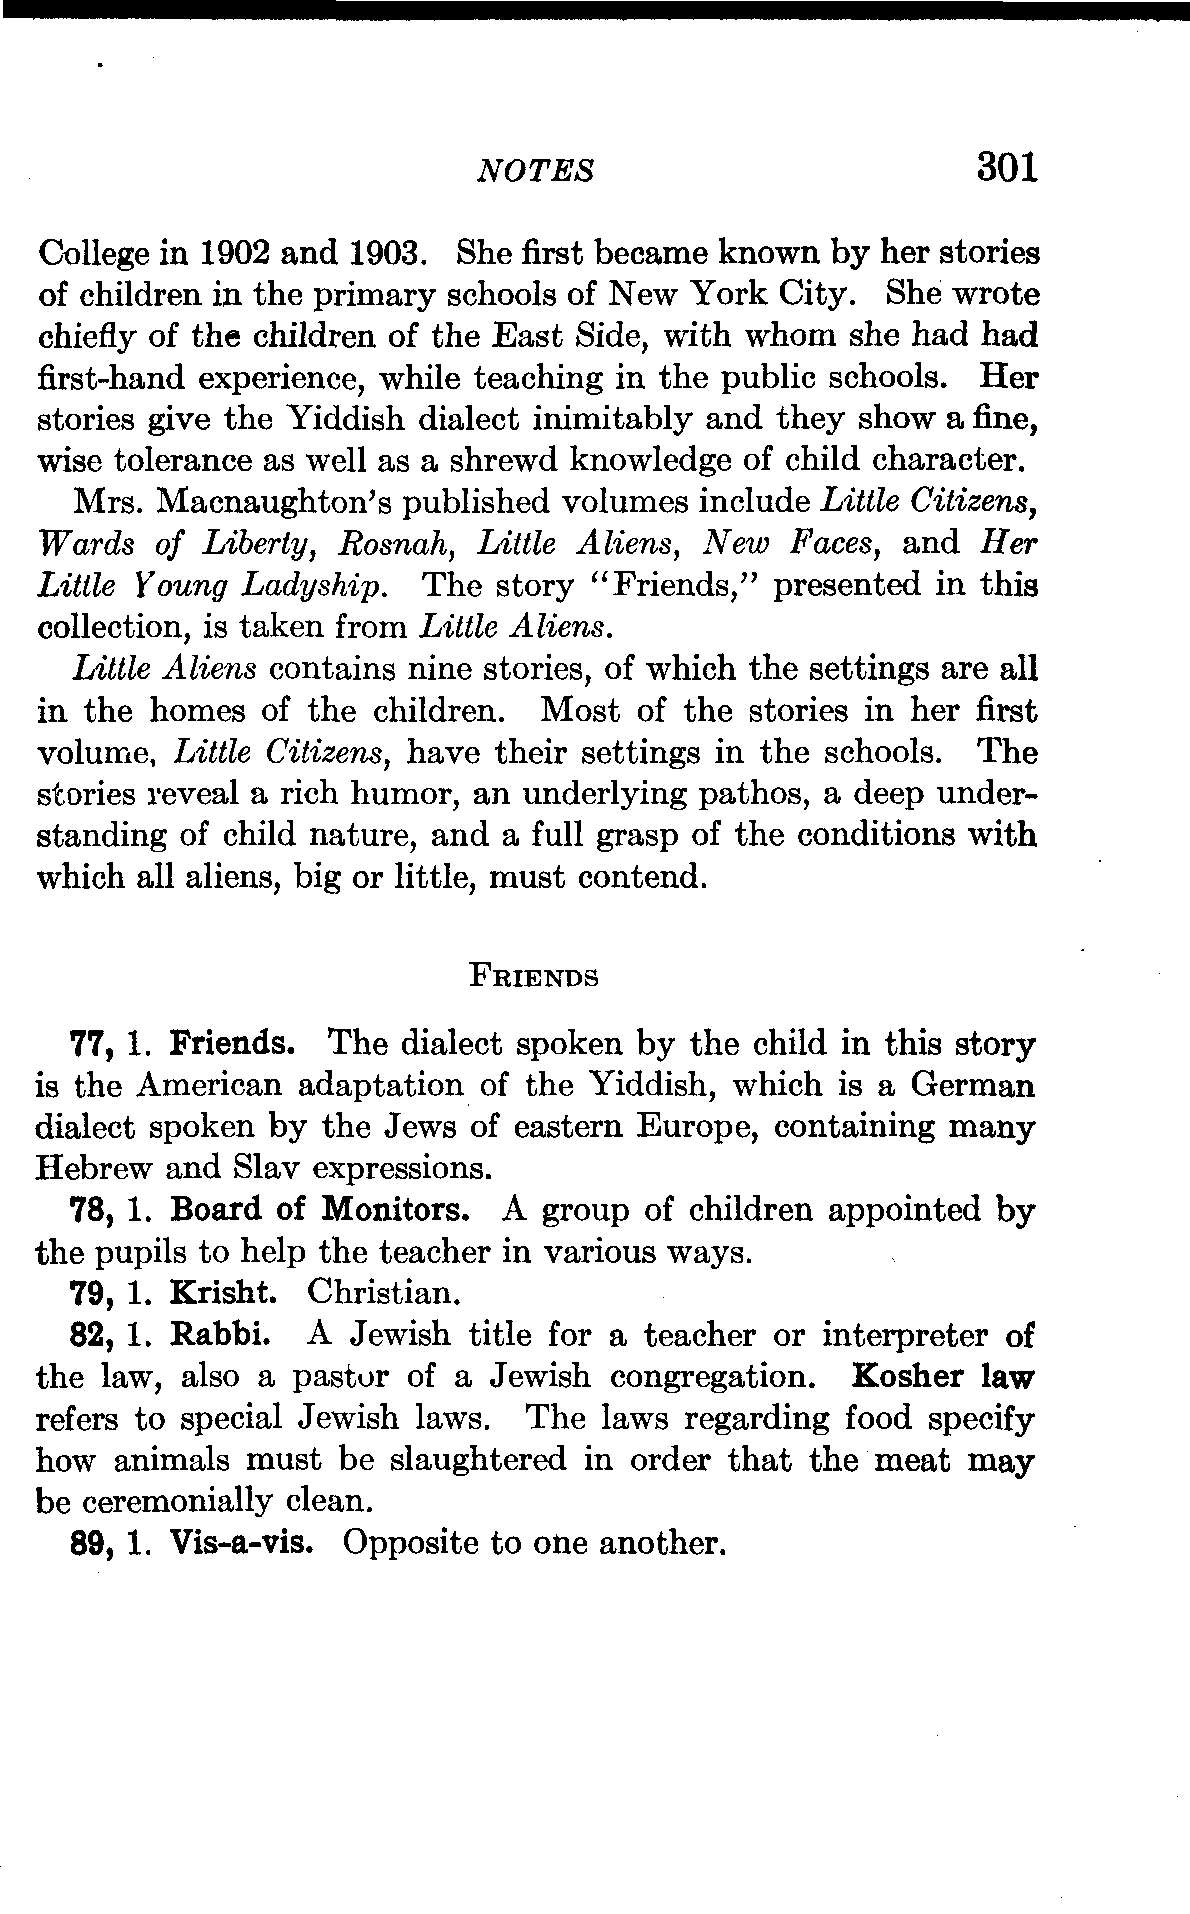 NOTES 301
College in 1902 and 1903. She first became known by her stories
of children in the primary schools of New York City. She wrote
chiefly of the children of the East Side, with whom she had had
first-hand experience, while teaching in the public schools. Her
stories give the Yiddish dialect inimitably and they show a fine,
wise tolerance as well as a shrewd knowledge of child character.
Mrs. Macnaughton's published volumes include Little Citizens,
Wards of Liberty, Rosnah, Little Aliens, New Faces, and Her
Little Young Ladyship. The story “Friends,” presented in this
collection, is taken from Little Aliens.
Little Aliens contains nine stories, of which the settings are all
in the homes of the children. Most of the stories in her first
volume, Little Citizens, have their settings in the schools. The
stories reveal a rich humor, an underlying pathos, a deep under-
standing of child nature, and a full grasp of the conditions with
which all aliens, big or little, must contend.
FRIENDS
77, 1. Friends. The dialect spoken by the child in this story
is the American adaptation of the Yiddish, which is a German
dialect spoken by the Jews of eastern Europe, containing many
Hebrew and Slav expressions.
78, 1. Board of Monitors. A group of children appointed by
the pupils to help the teacher in various ways.
79, 1. Krisht. Christian.
82, 1. Rabbi. A Jewish title for a teacher or interpreter of
the law, also a pastor of a Jewish congregation. Kosher law
refers to special Jewish laws. The laws regarding food specify
how animals must be slaughtered in order that the meat may
be ceremonially clean.
89, 1. Vis-a-vis. Opposite to one another.